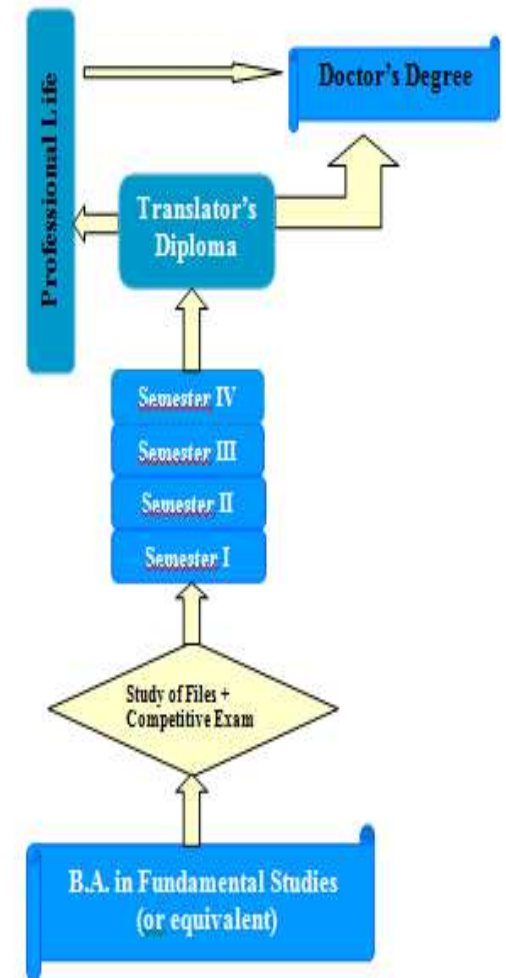 Professional Life
Doctor's Degree
Translator's
Diploma
Semester IV
Semester III
Semester II
Semester I
Study of Files +
Competitive Exam
B.A. in Fundamental Studies
(or equivalent)